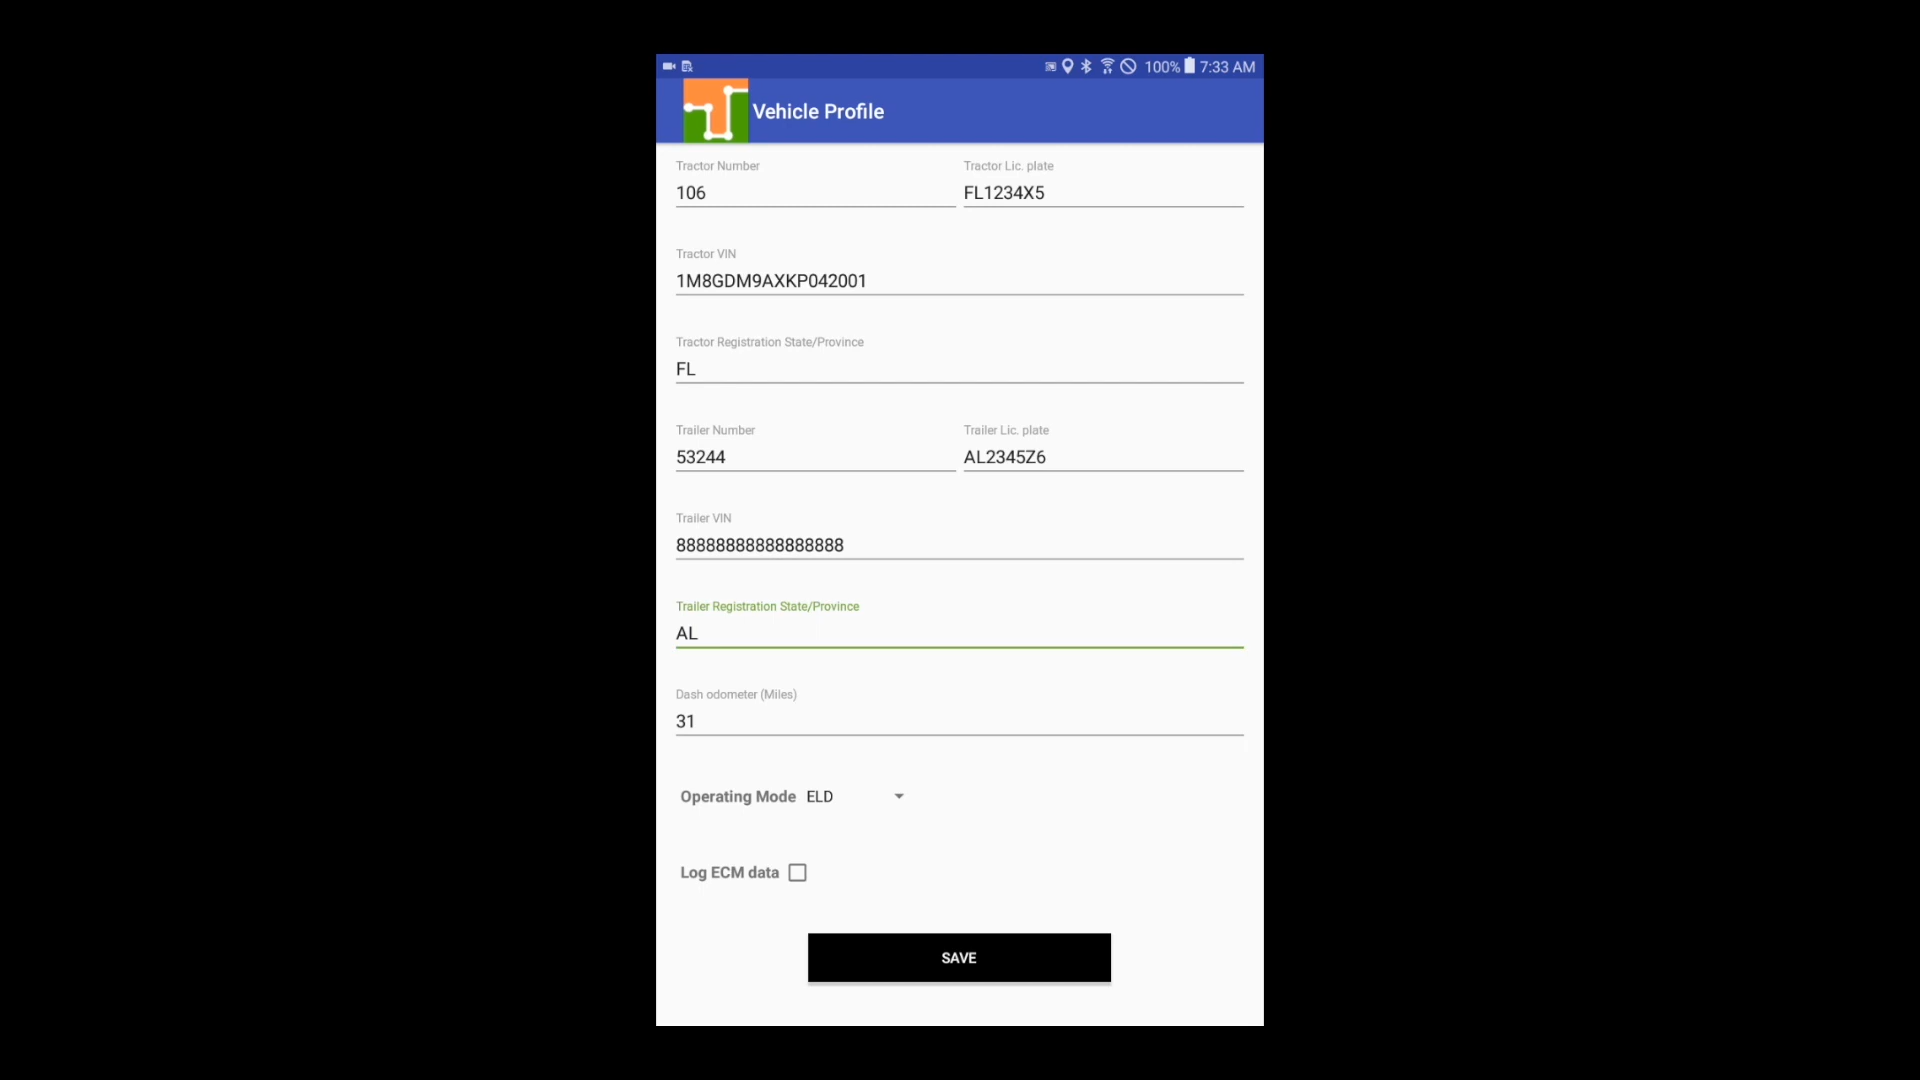 100% 7:33 AM
Vehicle Profile
Tractor Number Tractor Lic. plate
106 FL1234X5
Tractor VIN
1M8GDM9AXKP042001
Tractor Registration State/Province
FL
Trailer Number Trailer Lic. plate
53244 AL2345Z6
Trailer VIN
88888888888888888
Trailer Registration State/Province
AL
Dash odometer (Miles)
31
Operating Mode ELD
Log ECM data
SAVE